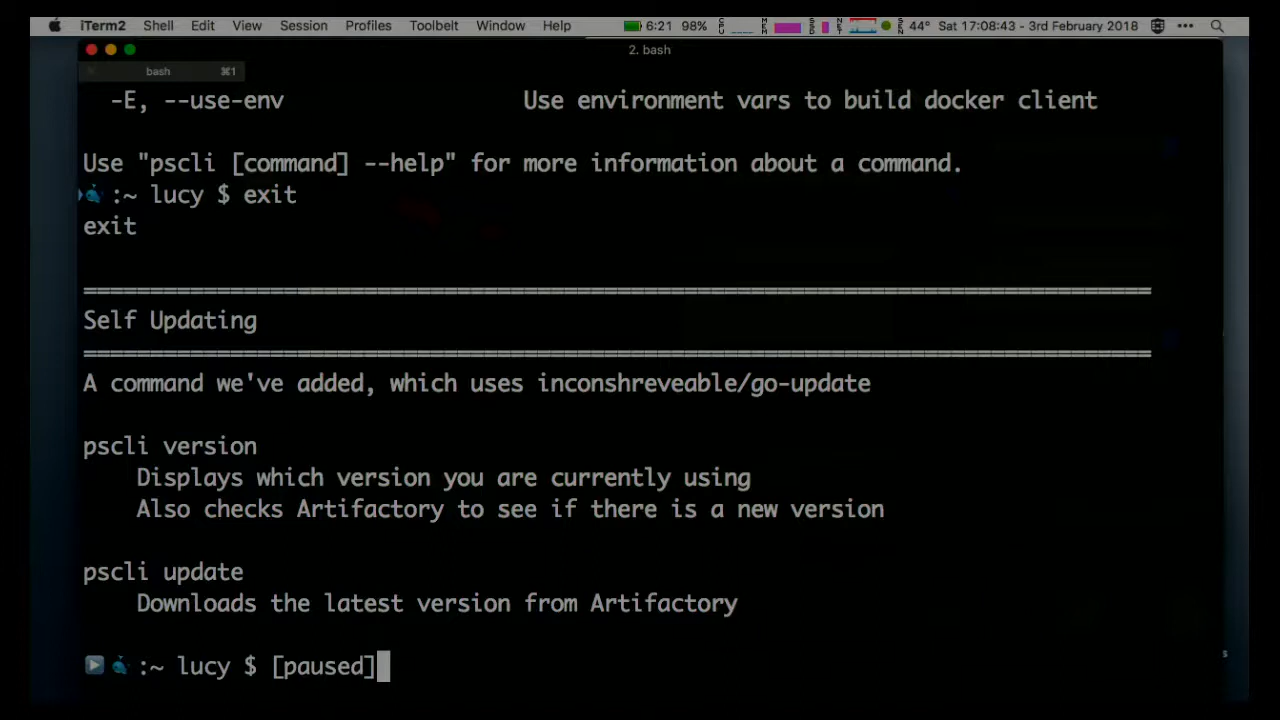 iTerm2 Shell Edit View Session Profiles Toolbelt Window Help 6:21 98% 44° Sat 17:08:43 - 3rd February 2018
2. bash
bash ⌘1
-E, --use-env Use environment vars to build docker client
Use "pscli [command] --help" for more information about a command.
:~ lucy $ exit
exit
Self Updating
A command we've added, which uses inconshreveable/go-update
pscli version
Displays which version you are currently using
Also checks Artifactory to see if there is a new version
pscli update
Downloads the latest version from Artifactory
:~ lucy $ [paused]